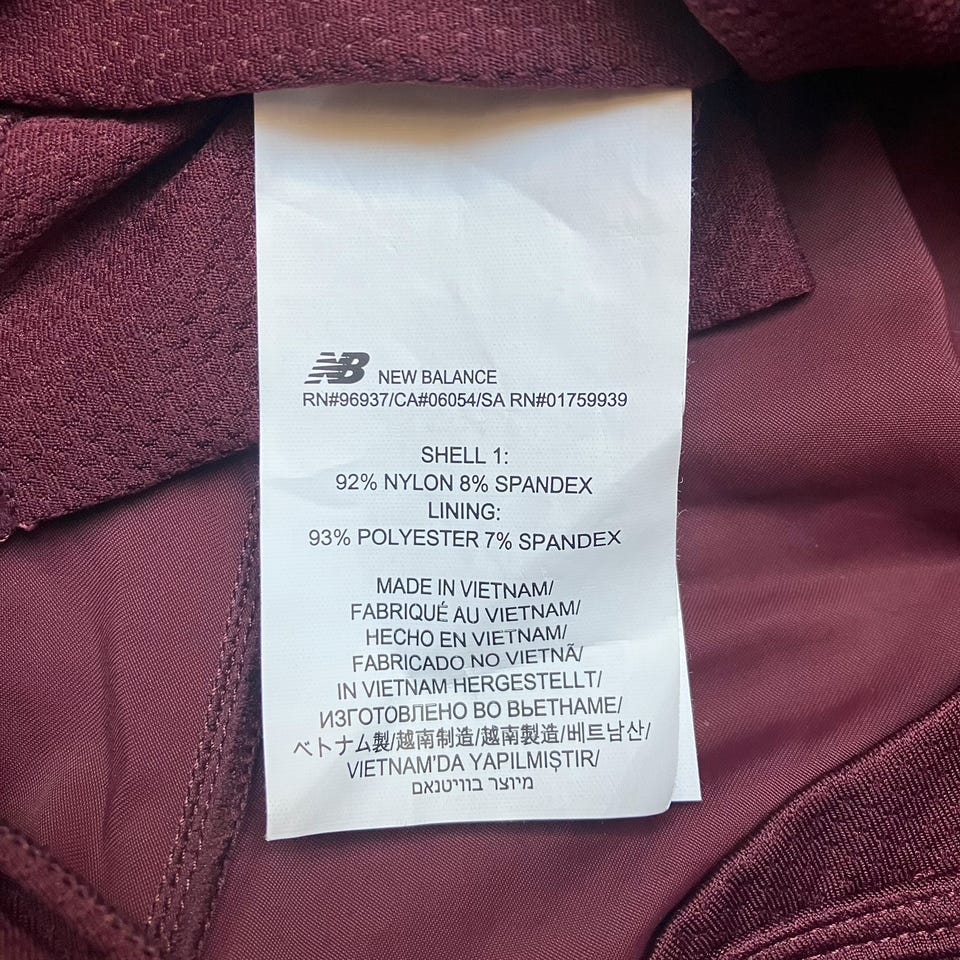 NB NEW BALANCE
RN#96937/CA#06054/SA RN#01759939
SHELL 1:
92% NYLON 8% SPANDEX
LINING:
93% POLYESTER 7% SPANDEX
MADE IN VIETNAM/
FABRIQUÉ AU VIETNAM/
HECHO EN VIETNAM/
FABRICADO NO VIETNÃ/
IN VIETNAM HERGESTELLT/
ИЗГОТОВЛЕНО ВО ВЬЕТНАМЕ/
ベトナム製/越南制造/越南製造/베트남산/
VIETNAM'DA YAPILMIŞTIR/
מיוצר בוויטנאם